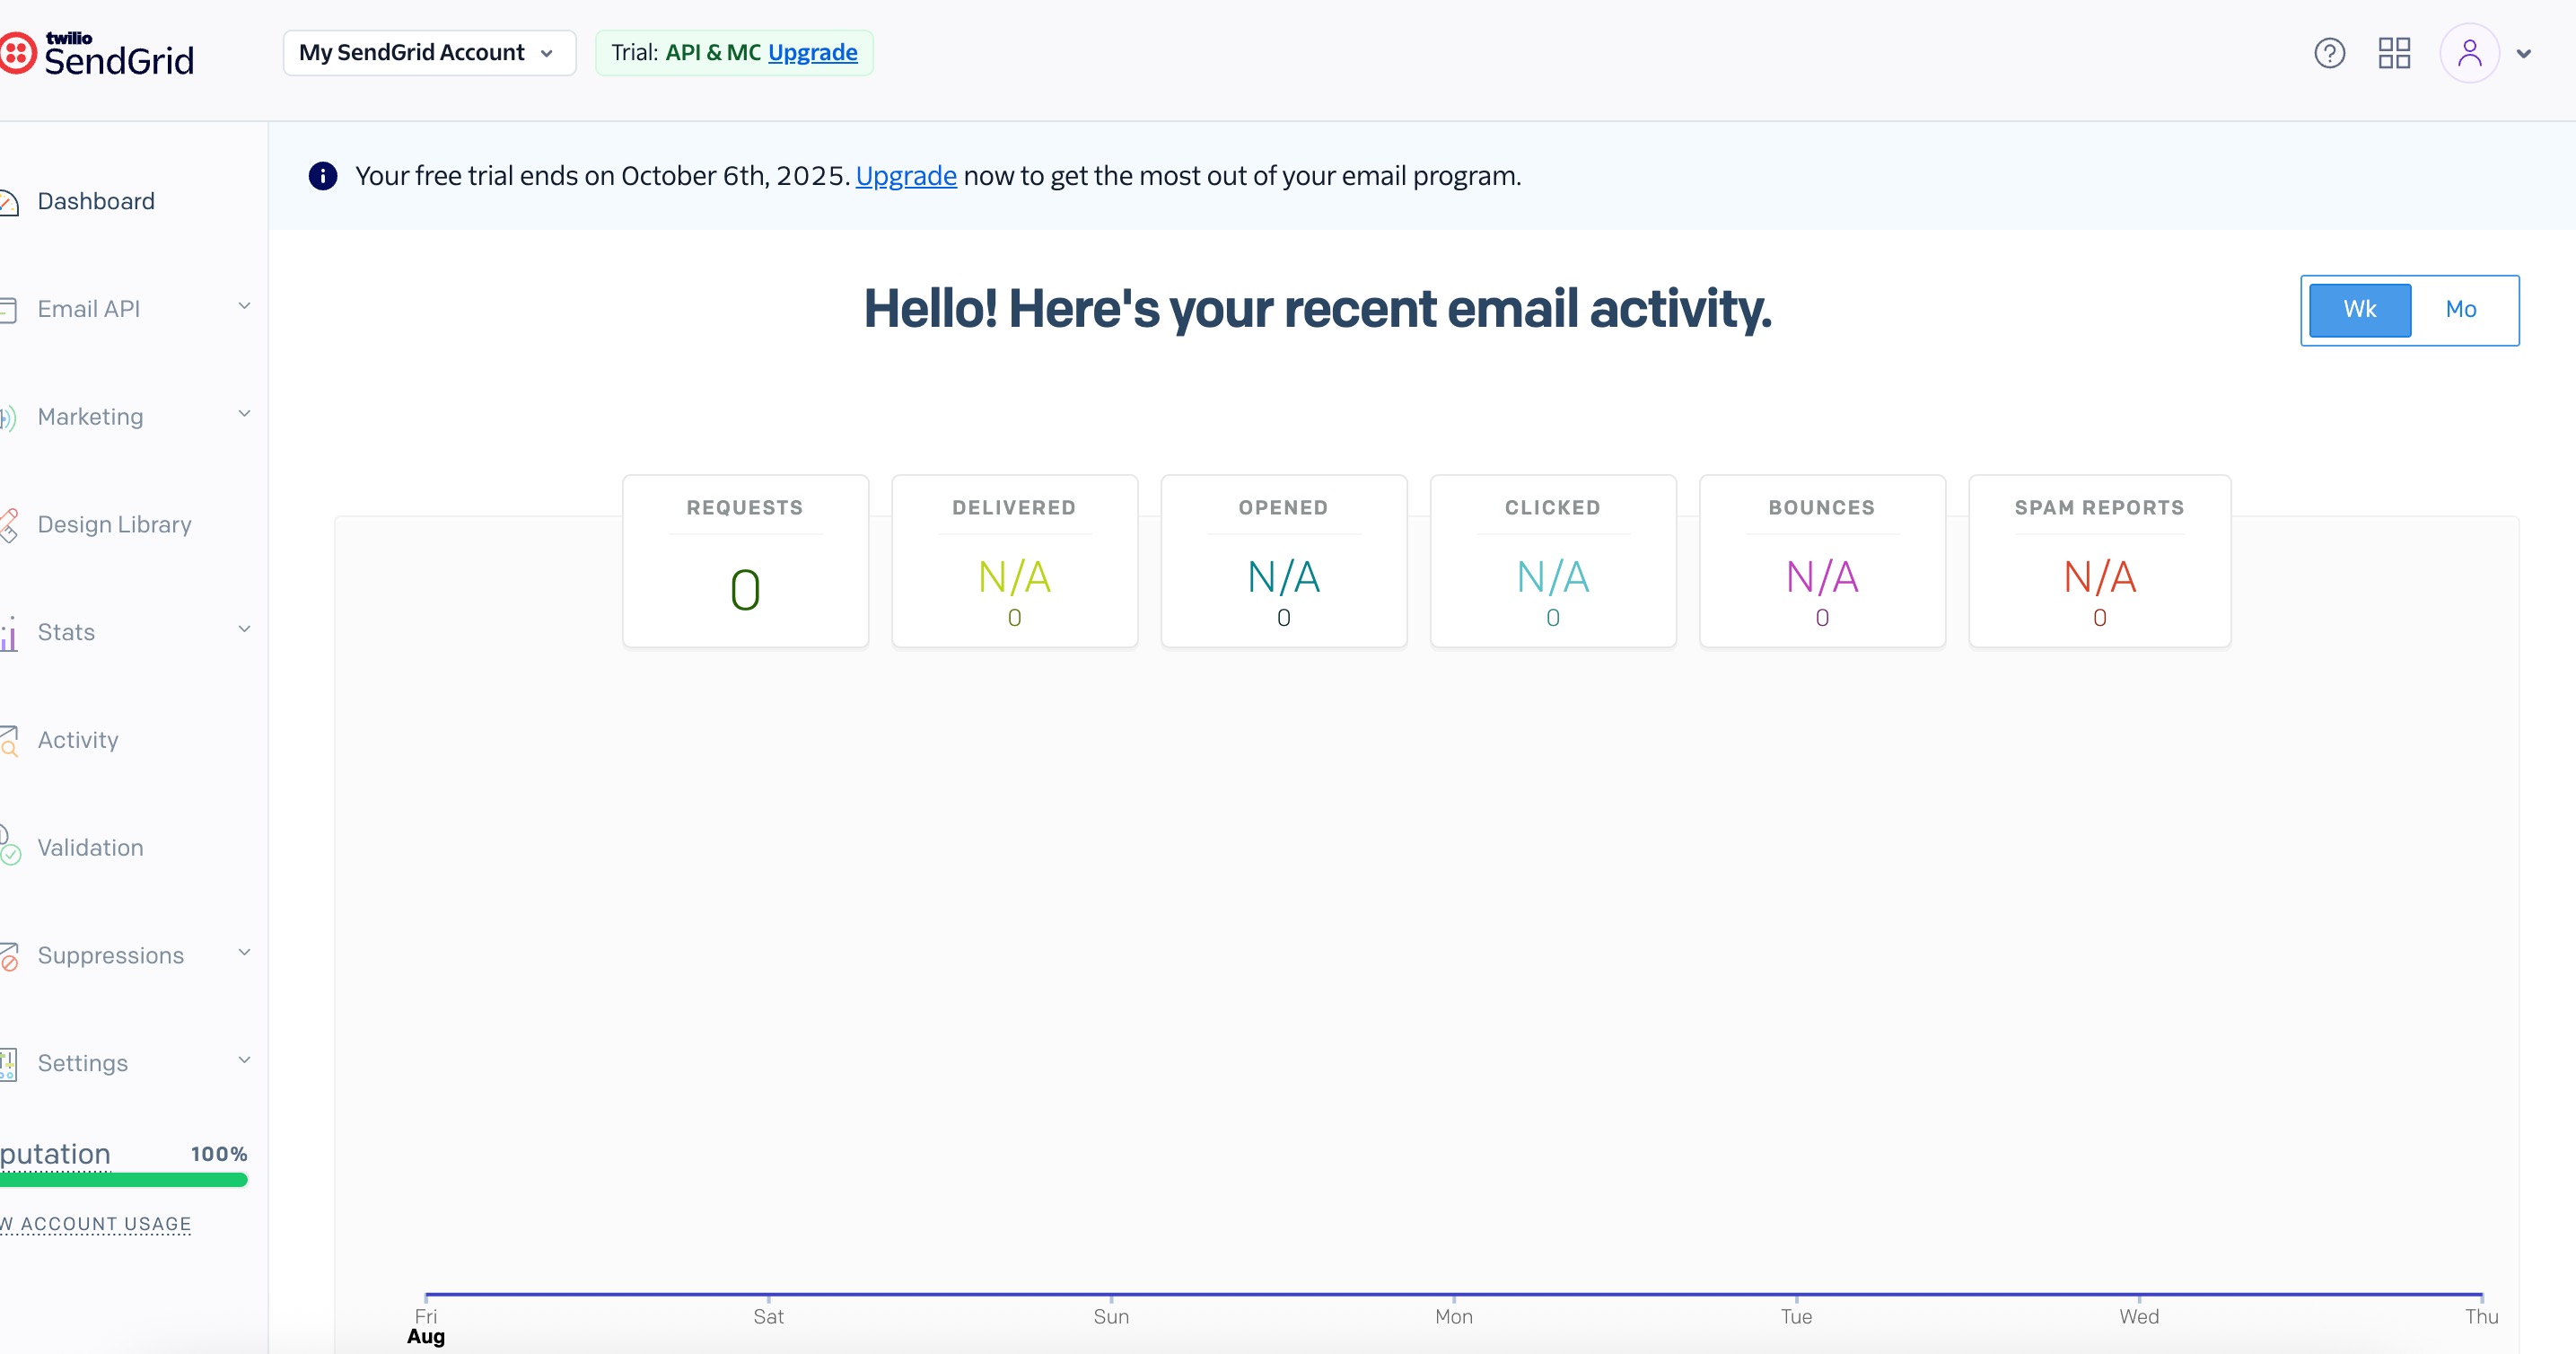 twilio
SendGrid
My SendGrid Account
Trial: API & MC Upgrade
Your free trial ends on October 6th, 2025. Upgrade now to get the most out of your email program.
Dashboard
Email API
Marketing
Design Library
Stats
Activity
Validation
Suppressions
Settings
putation 100%
W ACCOUNT USAGE
Hello! Here's your recent email activity.
Wk Mo
REQUESTS
0
DELIVERED
N/A
0
OPENED
N/A
0
CLICKED
N/A
0
BOUNCES
N/A
0
SPAM REPORTS
N/A
0
Fri Sat Sun Mon Tue Wed Thu
Aug